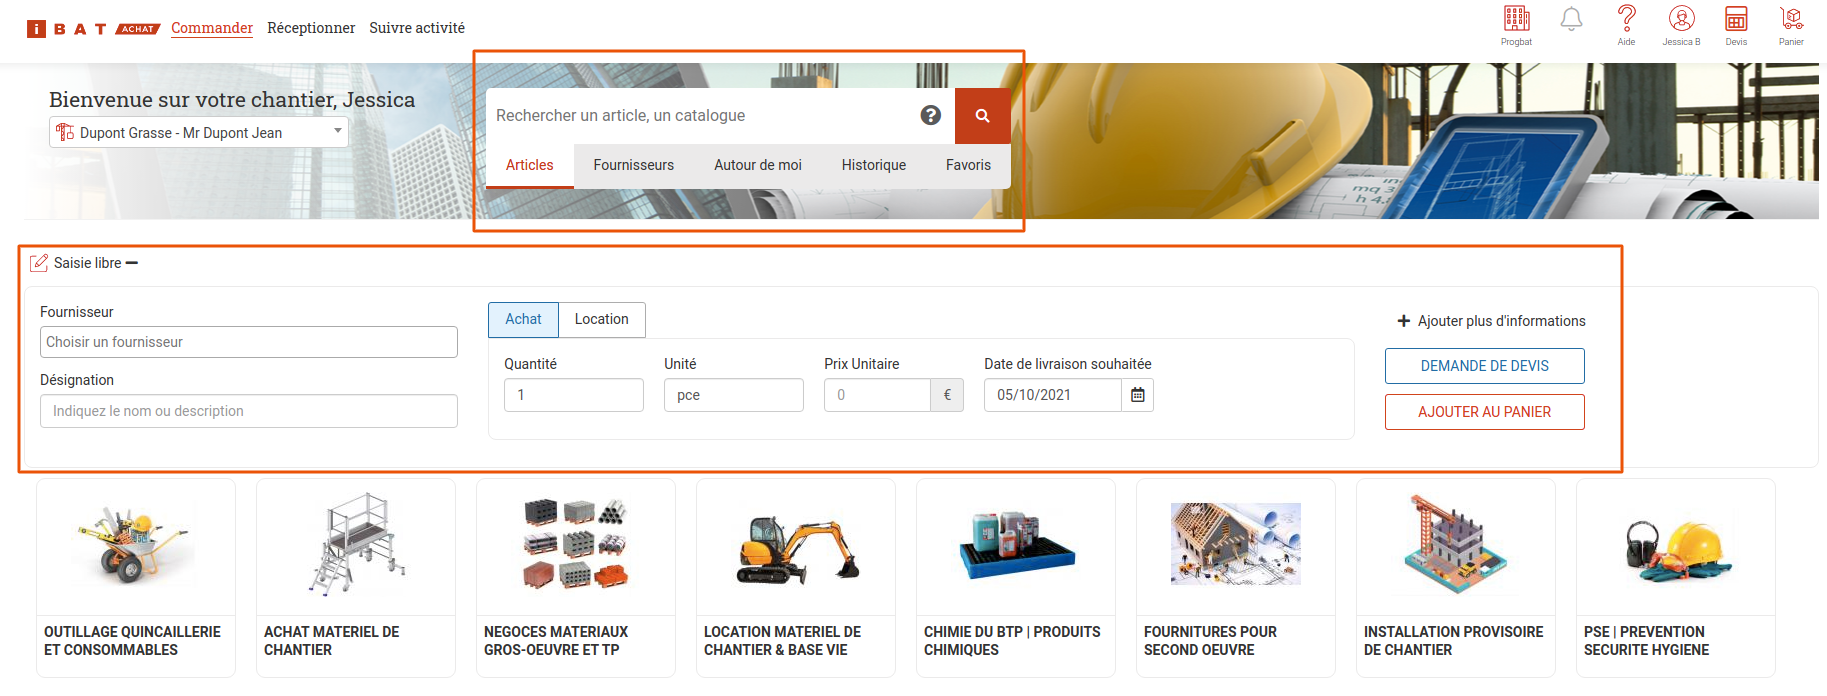 i BAT ACHAT
Commander
Réceptionner
Suivre activité
Progbat
Aide
Jessica B
Devis
Panier
Bienvenue sur votre chantier, Jessica
Dupont Grasse - Mr Dupont Jean
Rechercher un article, un catalogue
?
Articles
Fournisseurs
Autour de moi
Historique
Favoris
mq 3
h 4.8
Saisie libre
Fournisseur
Choisir un fournisseur
Désignation
Indiquez le nom ou description
Achat
Location
Quantité
1
Unité
pce
Prix Unitaire
0
€
Date de livraison souhaitée
05/10/2021
Ajouter plus d'informations
DEMANDE DE DEVIS
AJOUTER AU PANIER
OUTILLAGE QUINCAILLERIE
ET CONSOMMABLES
ACHAT MATERIEL DE
CHANTIER
NEGOCES MATERIAUX
GROS-OEUVRE ET TP
LOCATION MATERIEL DE
CHANTIER & BASE VIE
CHIMIE DU BTP | PRODUITS
CHIMIQUES
FOURNITURES POUR
SECOND OEUVRE
INSTALLATION PROVISOIRE
DE CHANTIER
PSE | PREVENTION
SECURITE HYGIENE